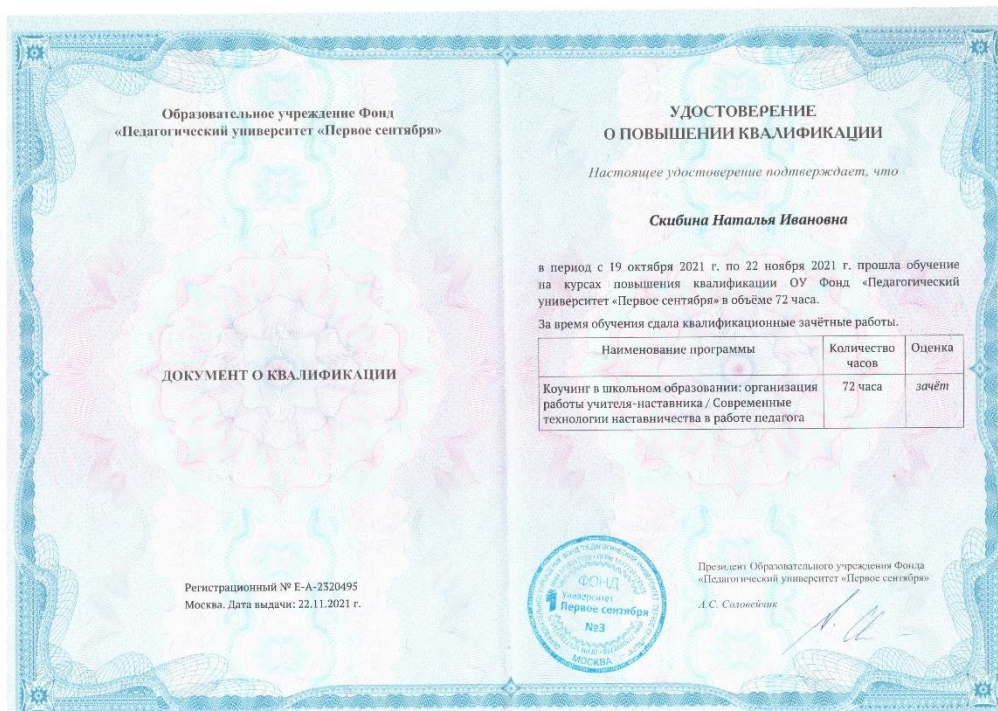 Образовательное учреждение Фонд
«Педагогический университет «Первое сентября»
ДОКУМЕНТ О КВАЛИФИКАЦИИ
Регистрационный № E-A-2320495
Москва. Дата выдачи: 22.11.2021 г.
УДОСТОВЕРЕНИЕ
О ПОВЫШЕНИИ КВАЛИФИКАЦИИ
Настоящее удостоверение подтверждает, что
Скибина Наталья Ивановна
в период с 19 октября 2021 г. по 22 ноября 2021 г. прошла обучение
на курсах повышения квалификации ОУ Фонд «Педагогический
университет «Первое сентября» в объёме 72 часа.
За время обучения сдала квалификационные зачётные работы.
Наименование программы Количество часов Оценка
Коучинг в школьном образовании: организация 72 часа зачёт
работы учителя-наставника / Современные
технологии наставничества в работе педагога
ФОНД
Университет
Первое сентября
№3
МОСКВА
Президент Образовательного учреждения Фонда
«Педагогический университет «Первое сентября»
А.С. Соловейчик